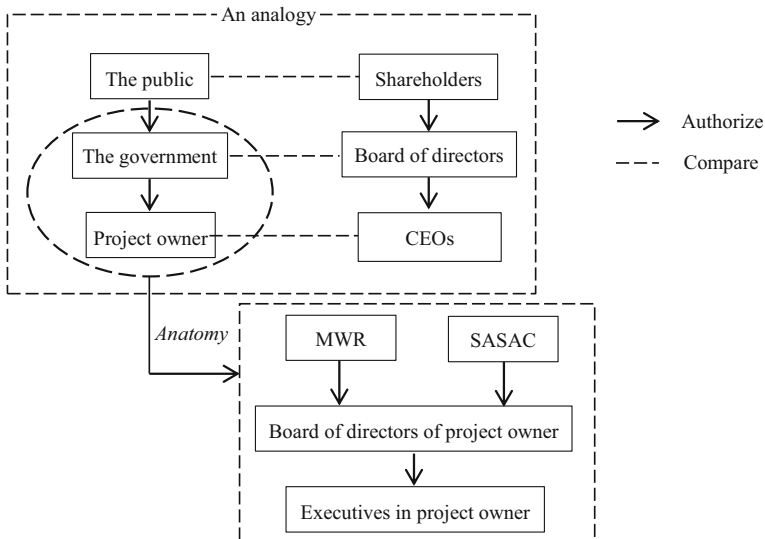 An analogy
The public
Shareholders
Authorize
The government
Board of directors
Compare
Project owner
CEOs
Anatomy
MWR
SASAC
Board of directors of project owner
Executives in project owner